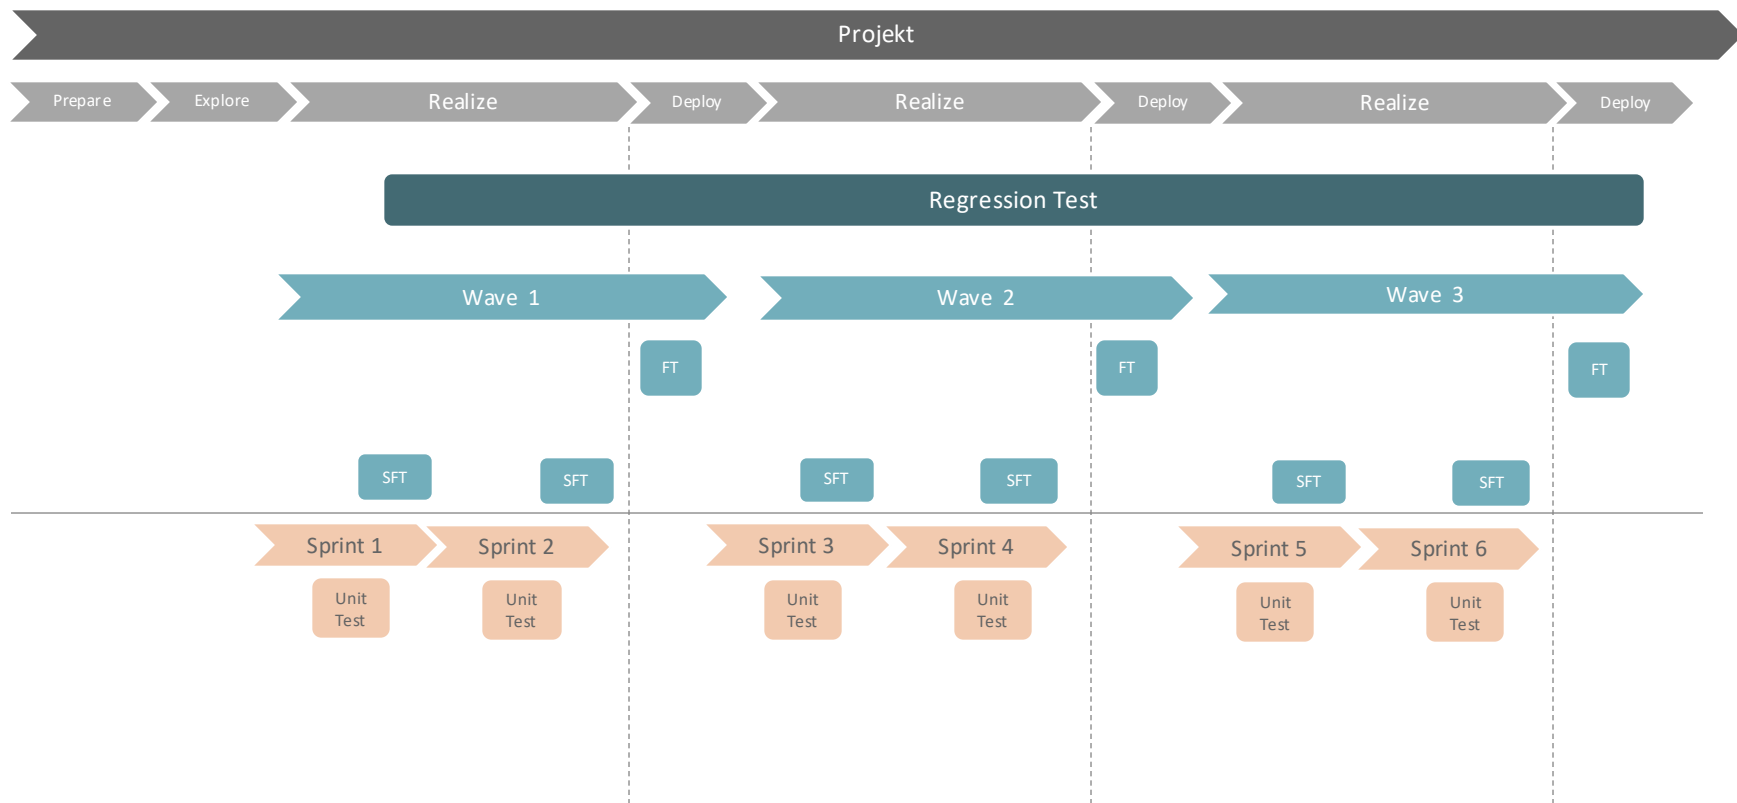 Projekt
Prepare
Explore
Realize
Deploy
Realize
Deploy
Realize
Deploy
Regression Test
Wave 1
Wave 2
Wave 3
FT
FT
FT
SFT
SFT
SFT
SFT
SFT
SFT
Sprint 1
Sprint 2
Sprint 3
Sprint 4
Sprint 5
Sprint 6
Unit
Test
Unit
Test
Unit
Test
Unit
Test
Unit
Test
Unit
Test